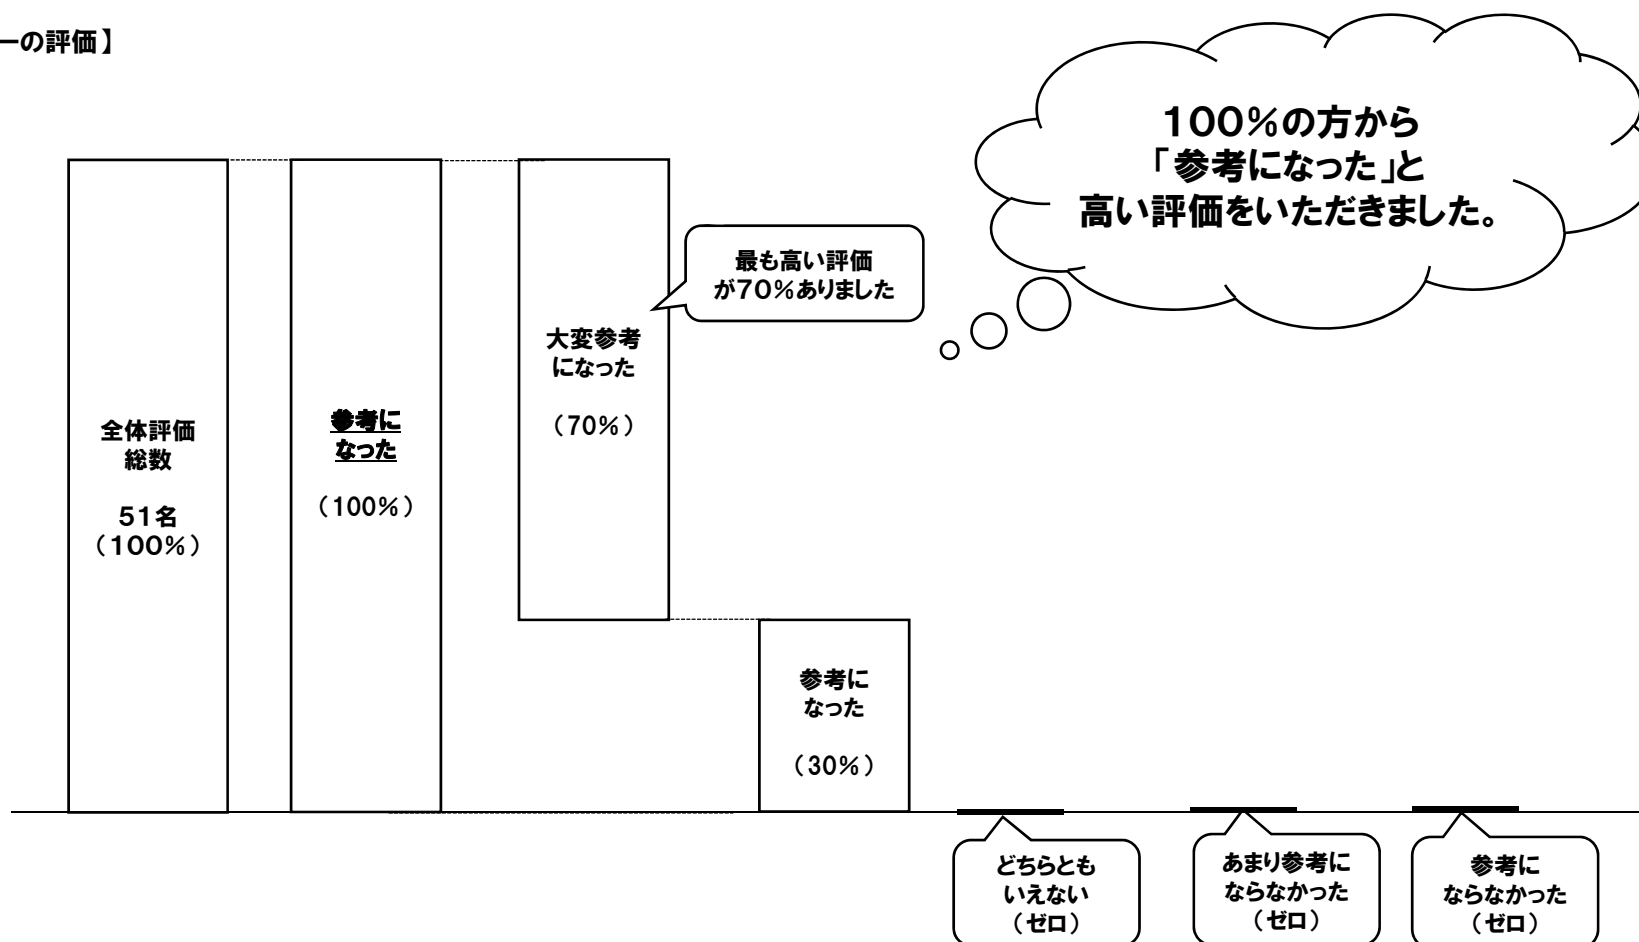 ーの評価】
100%の方から
「参考になった」と
高い評価をいただきました。
最も高い評価
が70%ありました
大変参考
になった
(70%)
全体評価
総数
51名
(100%)
参考に
なった
(100%)
参考に
なった
(30%)
どちらとも
いえない
(ゼロ)
あまり参考に
ならなかった
(ゼロ)
参考に
ならなかった
(ゼロ)